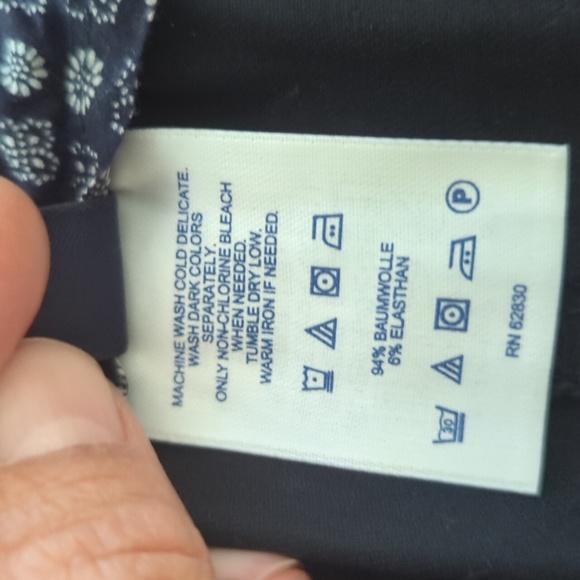 MACHINE WASH COLD DELICATE.
WASH DARK COLORS
SEPARATELY.
ONLY NON-CHLORINE BLEACH
WHEN NEEDED.
TUMBLE DRY LOW.
WARM IRON IF NEEDED.
94% BAUMWOLLE
6% ELASTHAN
30 P
RN 62830